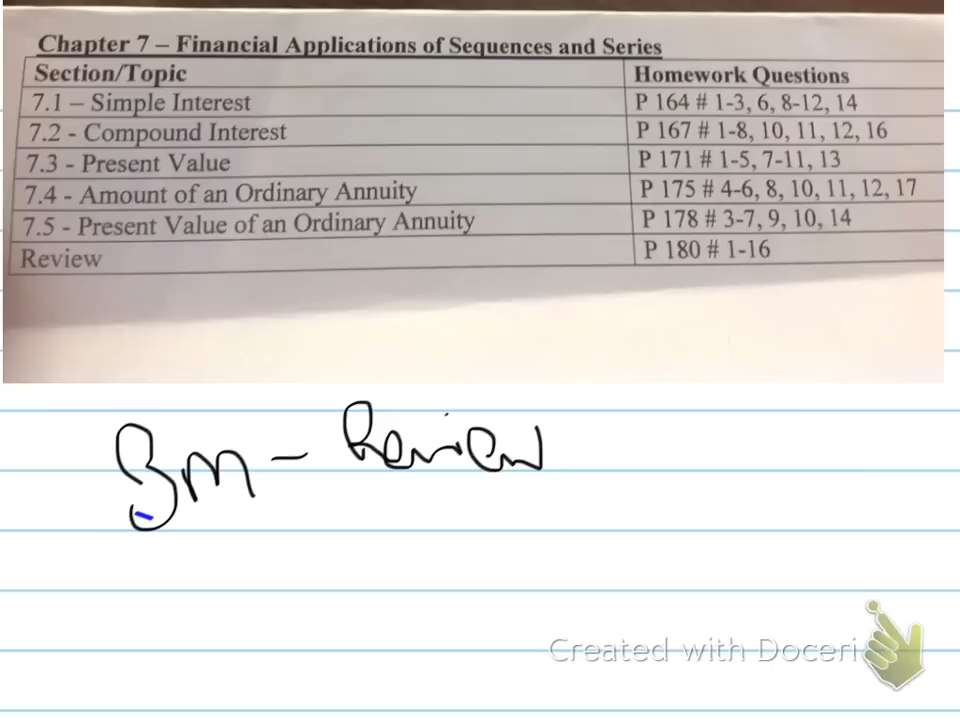 Chapter 7 – Financial Applications of Sequences and Series
Section/Topic Homework Questions
7.1 – Simple Interest P 164 # 1-3, 6, 8-12, 14
7.2 - Compound Interest P 167 # 1-8, 10, 11, 12, 16
7.3 - Present Value P 171 # 1-5, 7-11, 13
7.4 - Amount of an Ordinary Annuity P 175 # 4-6, 8, 10, 11, 12, 17
7.5 - Present Value of an Ordinary Annuity P 178 # 3-7, 9, 10, 14
Review P 180 # 1-16
3m - Review
Created with Doceri